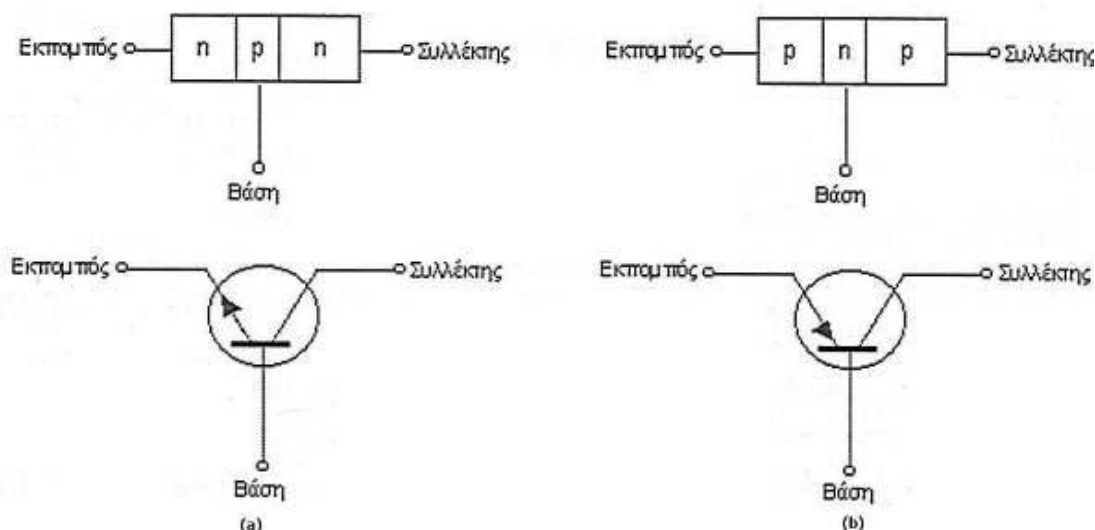 Εκπομπός n p n Συλλέκτης
Βάση
Εκπομπός p n p Συλλέκτης
Βάση
Εκπομπός Συλλέκτης
Βάση
(a)
Εκπομπός Συλλέκτης
Βάση
(b)